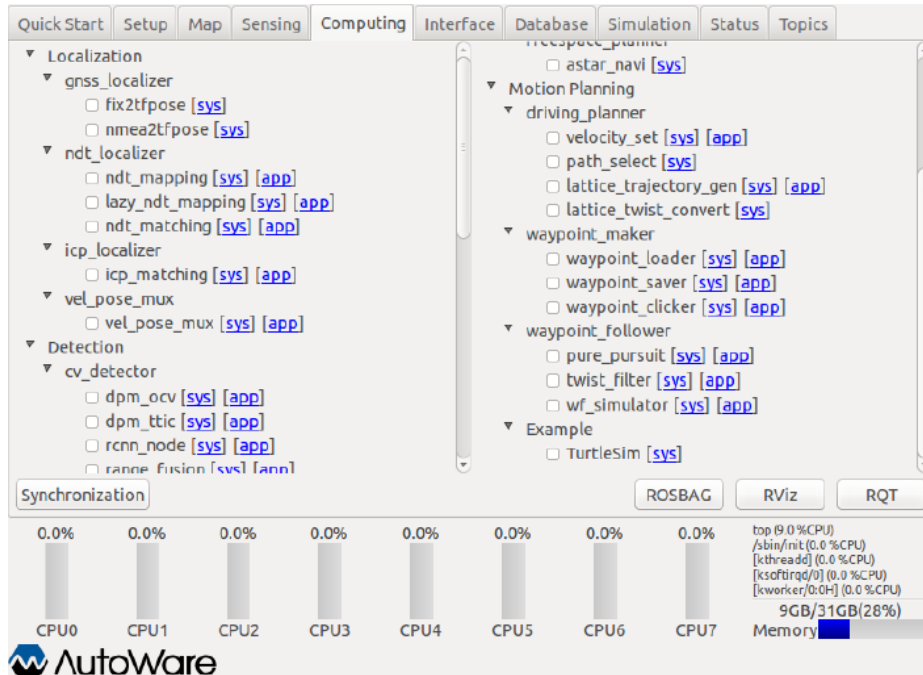 Quick Start Setup Map Sensing Computing Interface Database Simulation Status Topics
Localization
gnss_localizer
fix2tfpose [sys]
nmea2tfpose [sys]
ndt_localizer
ndt_mapping [sys] [app]
lazy_ndt_mapping [sys] [app]
ndt_matching [sys] [app]
icp_localizer
icp_matching [sys] [app]
vel_pose_mux
vel_pose_mux [sys] [app]
Detection
cv_detector
dpm_ocv [sys] [app]
dpm_ttic [sys] [app]
rcnn_node [sys] [app]
range_fusion [sys] [app]
freespace_planner
astar_navi [sys]
Motion Planning
driving_planner
velocity_set [sys] [app]
path_select [sys]
lattice_trajectory_gen [sys] [app]
lattice_twist_convert [sys]
waypoint_maker
waypoint_loader [sys] [app]
waypoint_saver [sys] [app]
waypoint_clicker [sys] [app]
waypoint_follower
pure_pursuit [sys] [app]
twist_filter [sys] [app]
wf_simulator [sys] [app]
Example
TurtleSim [sys]
Synchronization ROSBAG RViz RQT
0.0% 0.0% 0.0% 0.0% 0.0% 0.0% 0.0% 0.0%
CPU0 CPU1 CPU2 CPU3 CPU4 CPU5 CPU6 CPU7
top (9.0 %CPU)
/sbin/init (0.0 %CPU)
[kthreadd] (0.0 %CPU)
[ksoftirqd/0] (0.0 %CPU)
[kworker/0:0H] (0.0 %CPU)
9GB/31GB(28%)
Memory
AutoWare